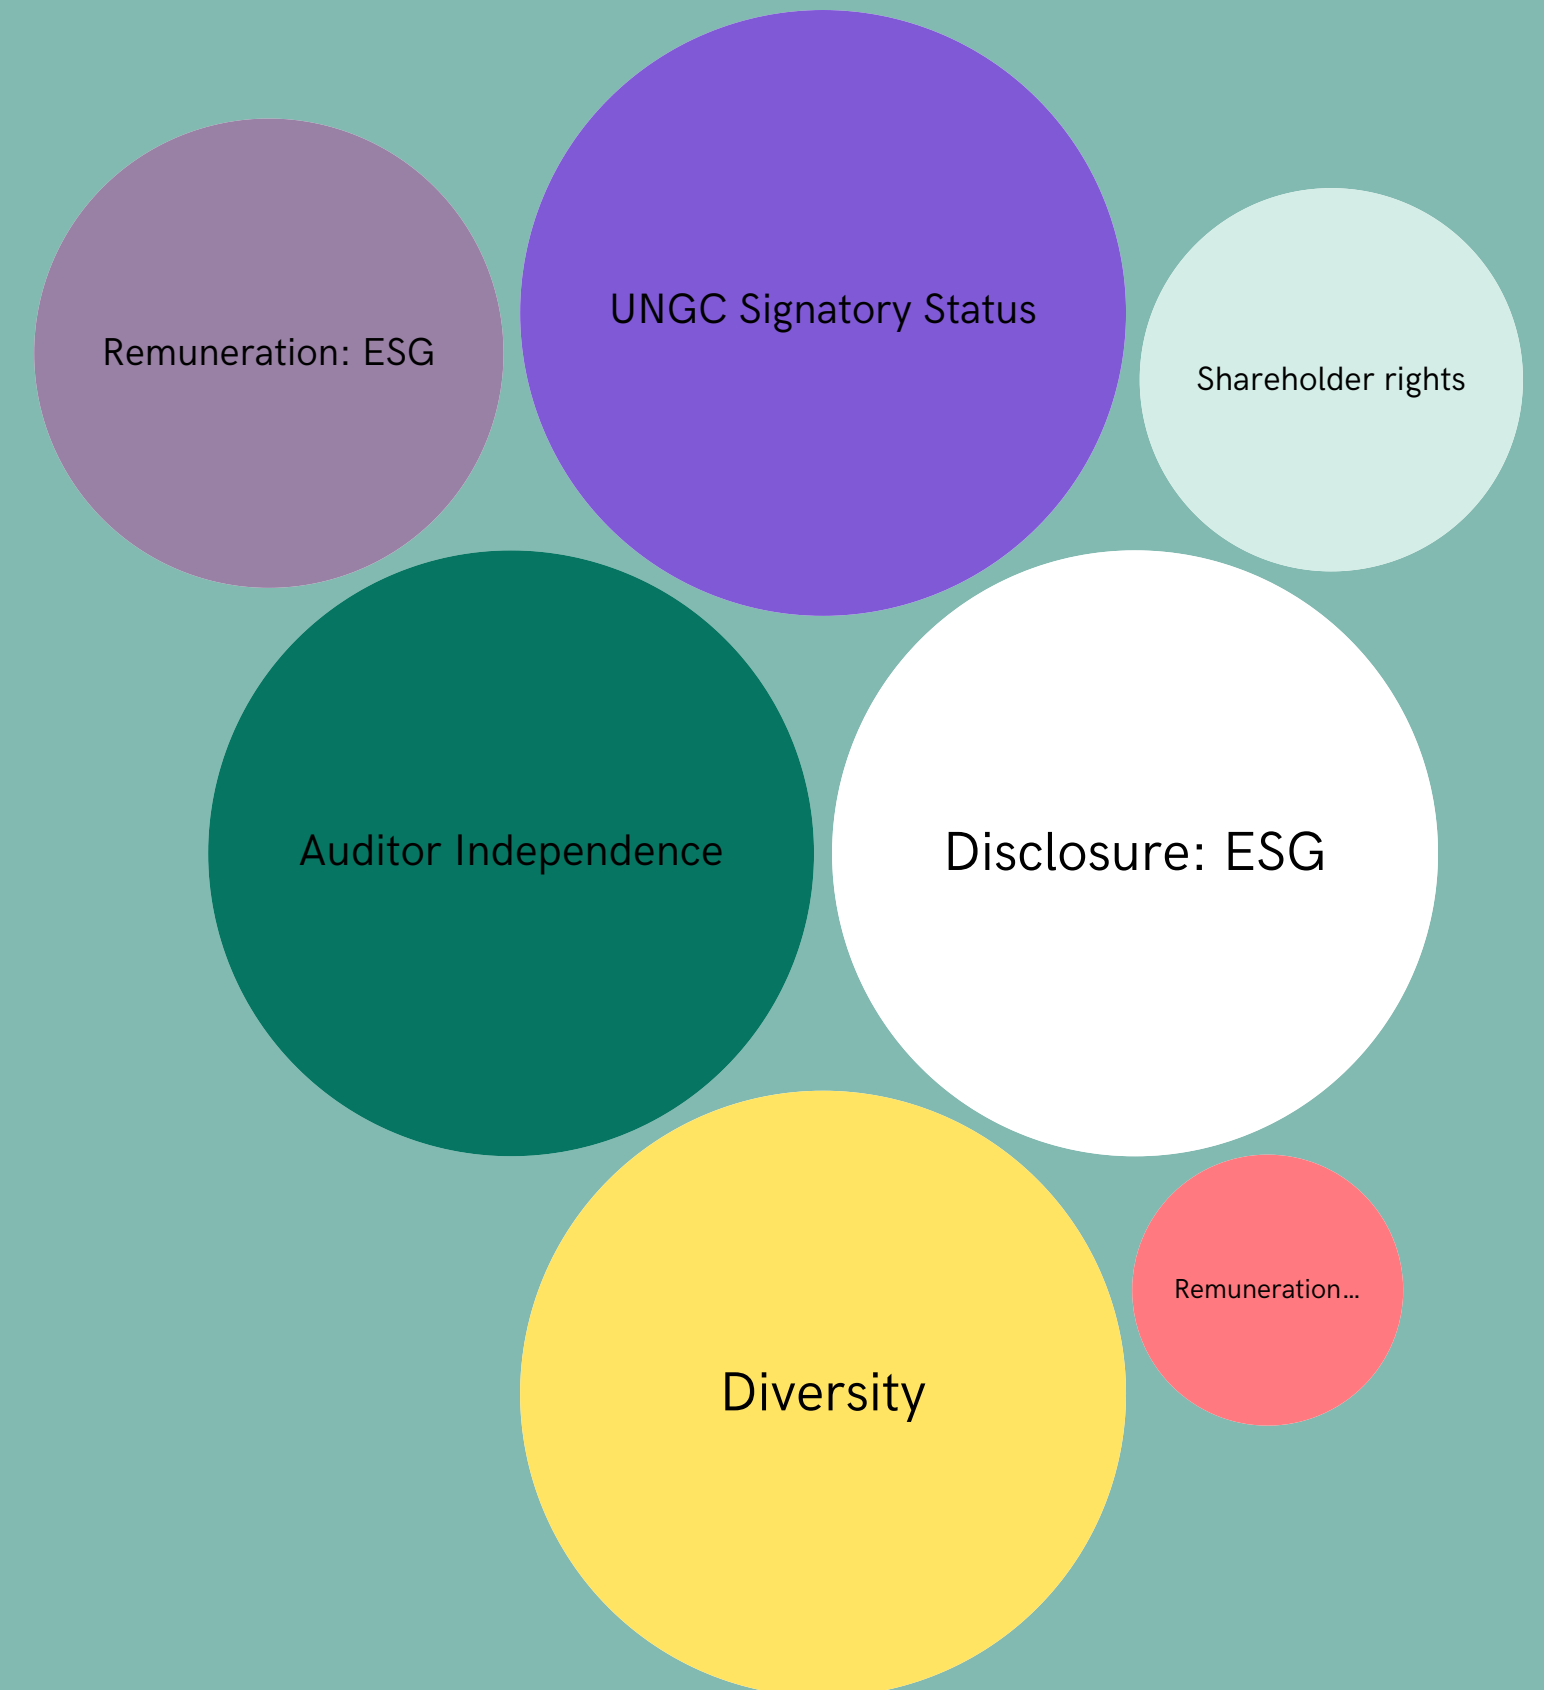 UNGC Signatory Status
Remuneration: ESG
Shareholder rights
Auditor Independence
Disclosure: ESG
Remuneration...
Diversity